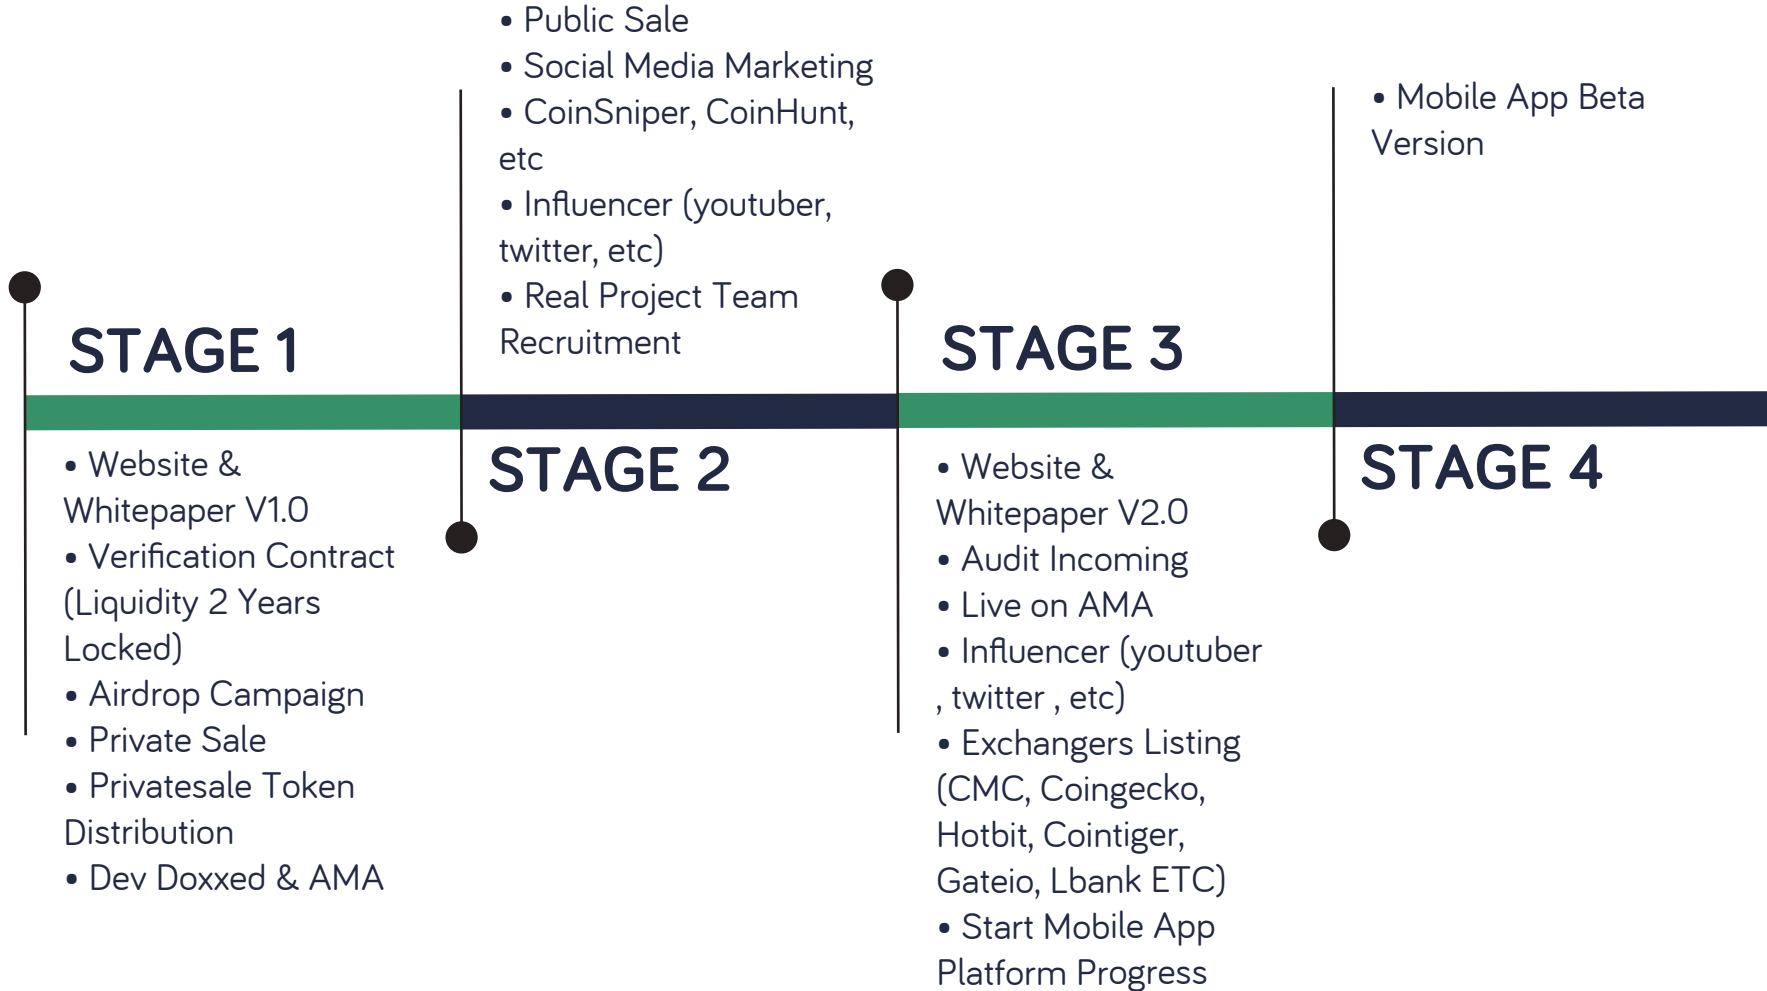 STAGE 1
• Website &
Whitepaper V1.0
• Verification Contract
(Liquidity 2 Years
Locked)
• Airdrop Campaign
• Private Sale
• Privatesale Token
Distribution
• Dev Doxxed & AMA
• Public Sale
• Social Media Marketing
• CoinSniper, CoinHunt,
etc
• Influencer (youtuber,
twitter, etc)
• Real Project Team
Recruitment
STAGE 2
STAGE 3
• Website &
Whitepaper V2.0
• Audit Incoming
• Live on AMA
• Influencer (youtuber
, twitter , etc)
• Exchangers Listing
(CMC, Coingecko,
Hotbit, Cointiger,
Gateio, Lbank ETC)
• Start Mobile App
Platform Progress
• Mobile App Beta
Version
STAGE 4